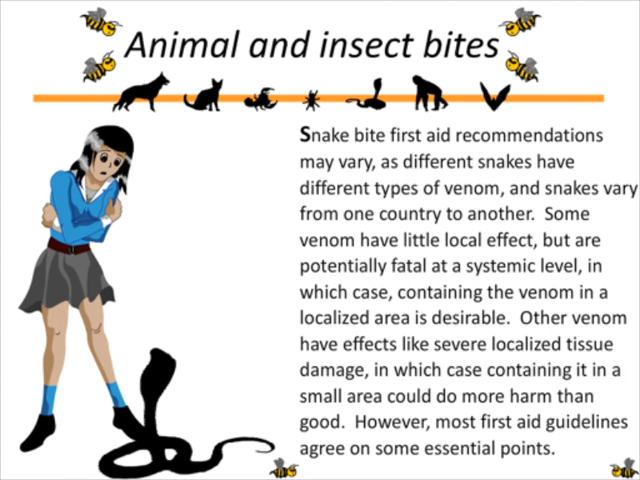 Animal and insect bites
Snake bite first aid recommendations
may vary, as different snakes have
different types of venom, and snakes vary
from one country to another.  Some
venom have little local effect, but are
potentially fatal at a systemic level, in
which case, containing the venom in a
localized area is desirable.  Other venom
have effects like severe localized tissue
damage, in which case containing it in a
small area could do more harm than
good.  However, most first aid guidelines
agree on some essential points.